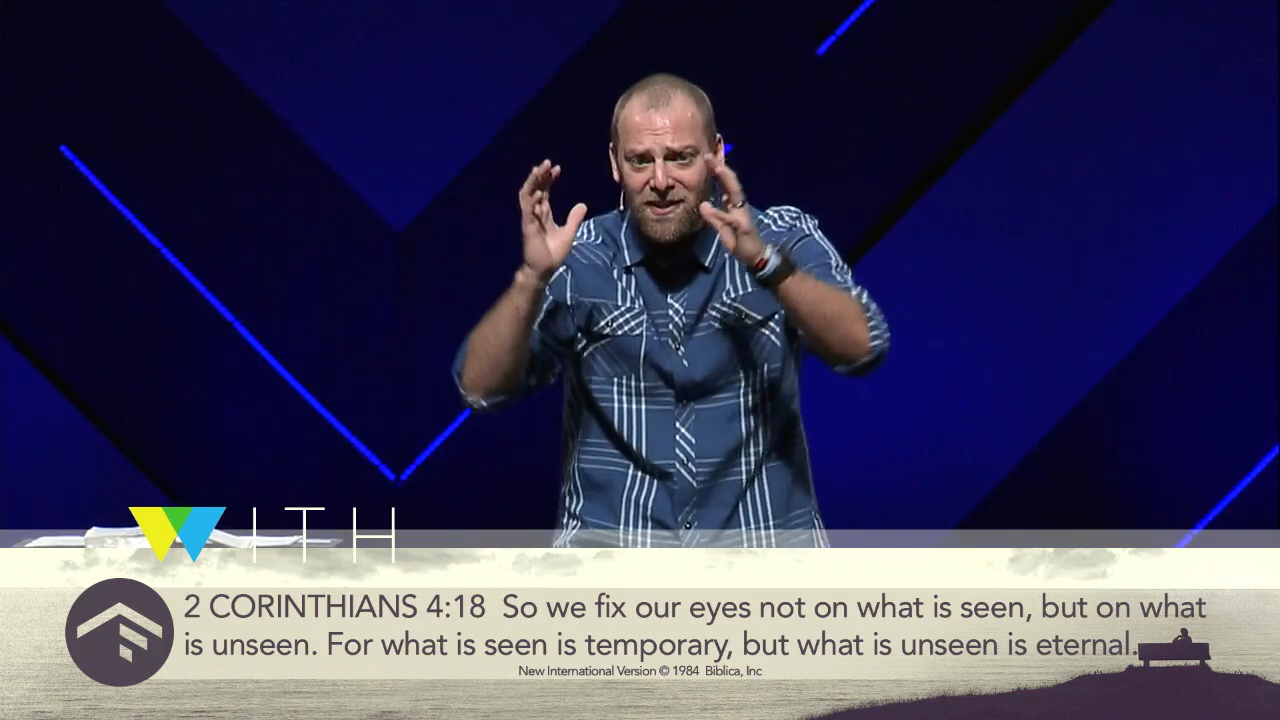 WITH
2 CORINTHIANS 4:18 So we fix our eyes not on what is seen, but on what
is unseen. For what is seen is temporary, but what is unseen is eternal.
New International Version © 1984 Biblica, Inc